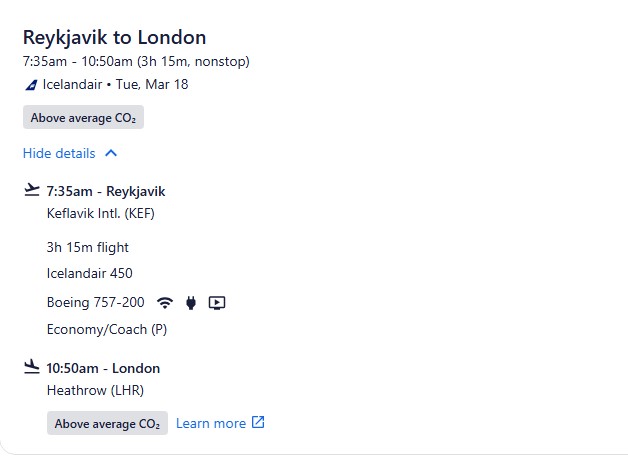 Reykjavik to London
7:35am - 10:50am (3h 15m, nonstop)
Icelandair • Tue, Mar 18
Above average CO₂
Hide details
7:35am - Reykjavik
Keflavik Intl. (KEF)
3h 15m flight
Icelandair 450
Boeing 757-200
Economy/Coach (P)
10:50am - London
Heathrow (LHR)
Above average CO₂ Learn more